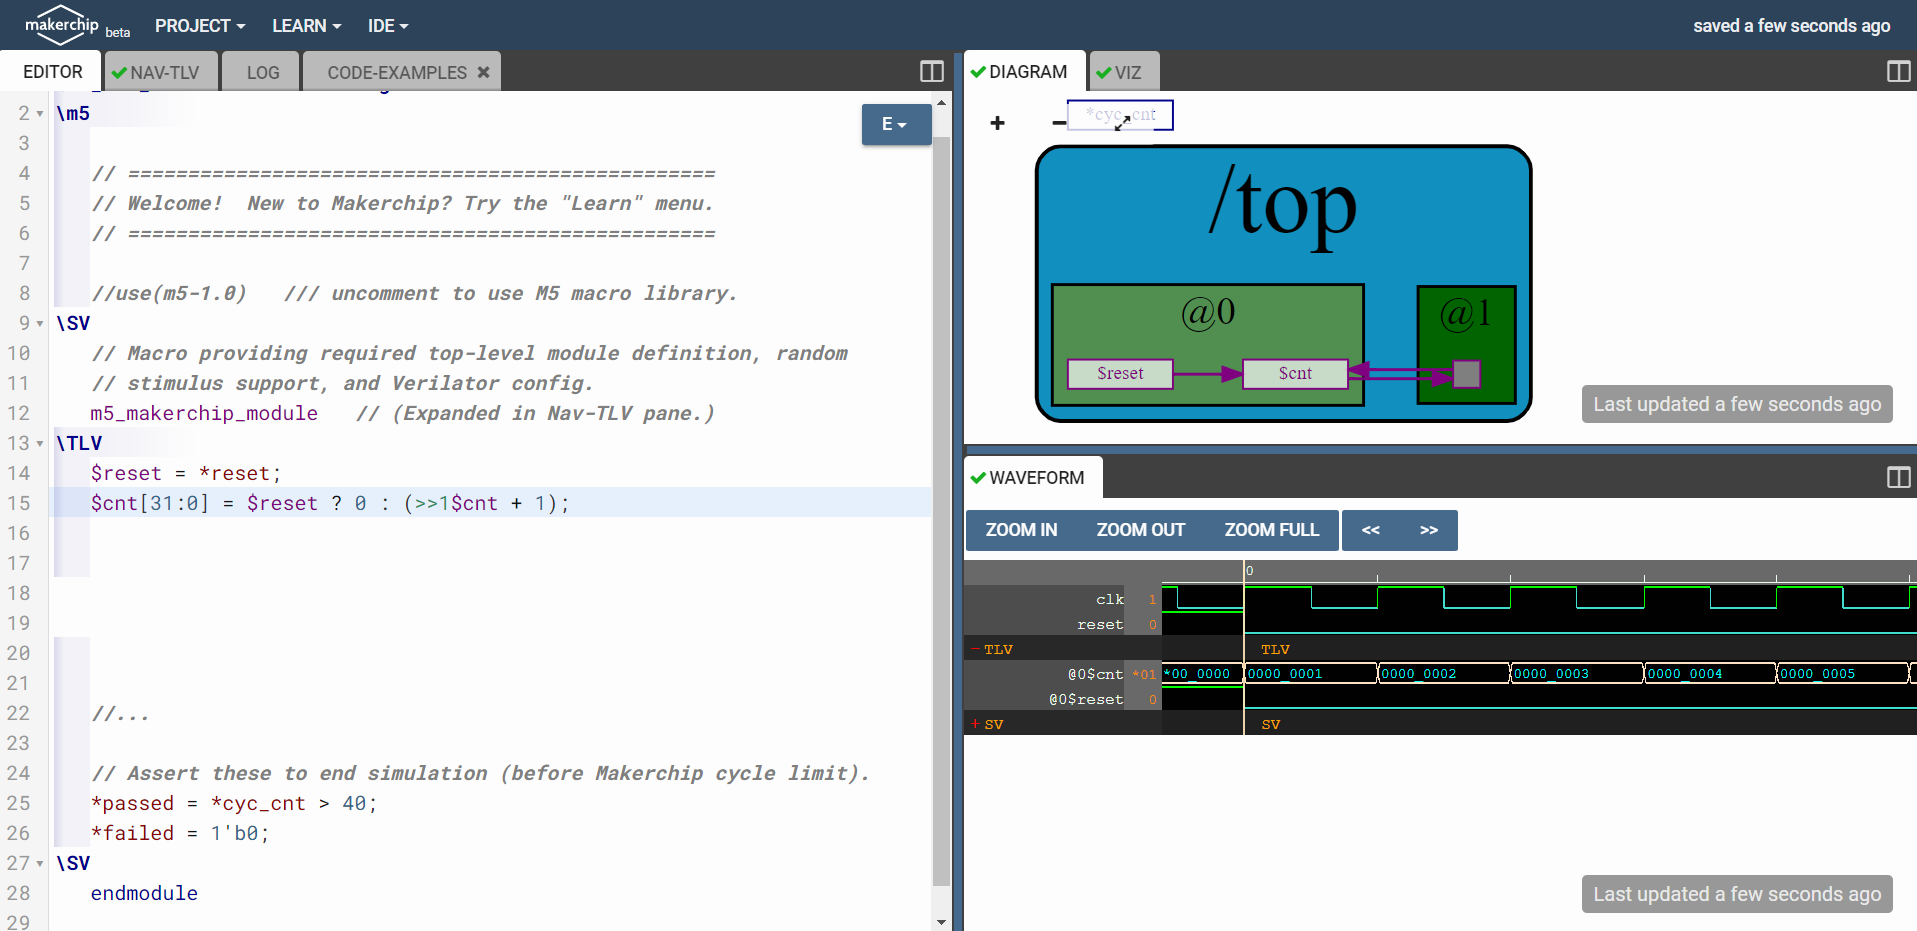 makerchip beta PROJECT LEARN IDE saved a few seconds ago
EDITOR NAV-TLV LOG CODE-EXAMPLES
2 \m5
3
4 // =================================================
5 // Welcome!  New to Makerchip? Try the "Learn" menu.
6 // =================================================
7
8 //use(m5-1.0)   /// uncomment to use M5 macro library.
9 \SV
10 // Macro providing required top-level module definition, random
11 // stimulus support, and Verilator config.
12 m5_makerchip_module   // (Expanded in Nav-TLV pane.)
13 \TLV
14 $reset = *reset;
15 $cnt[31:0] = $reset ? 0 : (>>1$cnt + 1);
16
17
18
19
20
21
22 //...
23
24 // Assert these to end simulation (before Makerchip cycle limit).
25 *passed = *cyc_cnt > 40;
26 *failed = 1'b0;
27 \SV
28 endmodule
29
E
DIAGRAM VIZ
+ − *cyc_cnt
/top
@0 @1
$reset $cnt
Last updated a few seconds ago
WAVEFORM
ZOOM IN ZOOM OUT ZOOM FULL << >>
0
clk 1
reset 0
− TLV TLV
@0$cnt *01 *00_0000 0000_0001 0000_0002 0000_0003 0000_0004 0000_0005
@0$reset 0
+ SV SV
Last updated a few seconds ago